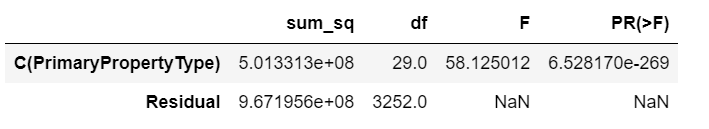 sum_sq df F PR(>F)
C(PrimaryPropertyType) 5.013313e+08 29.0 58.125012 6.528170e-269
Residual 9.671956e+08 3252.0 NaN NaN